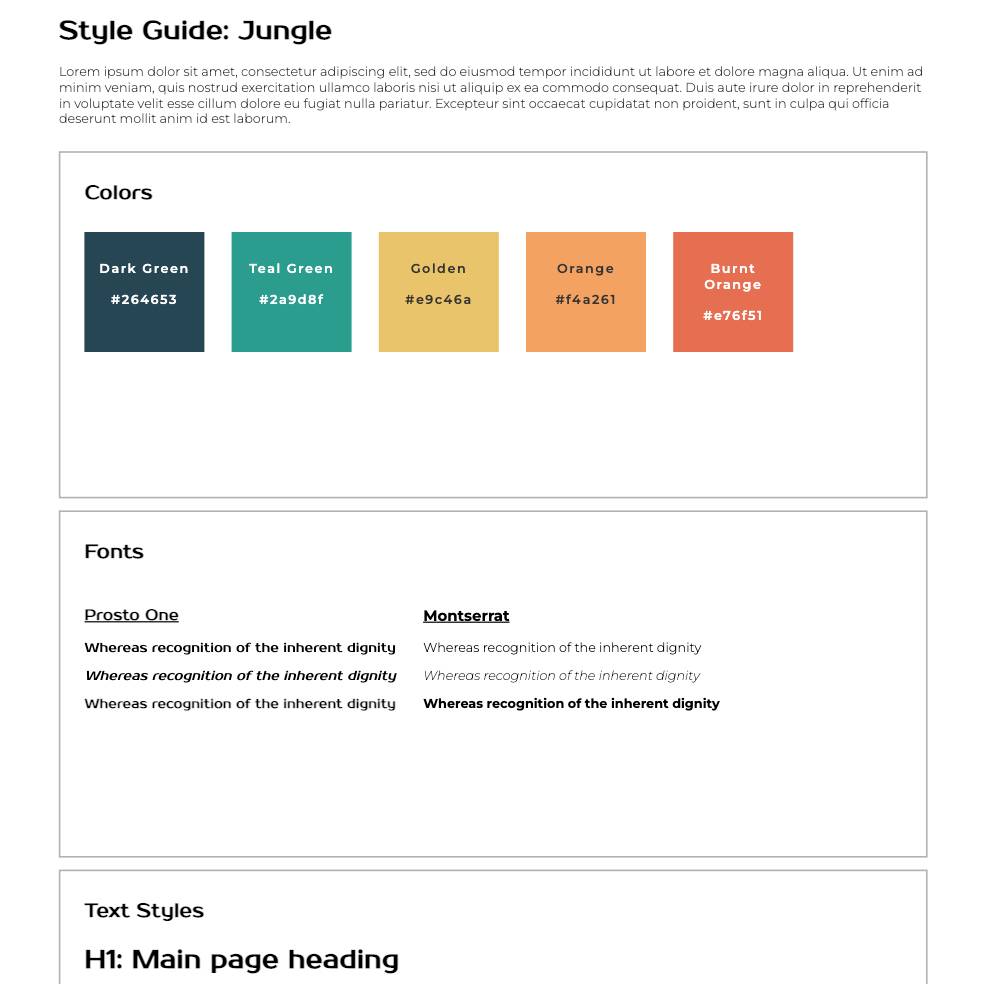 Style Guide: Jungle
Lorem ipsum dolor sit amet, consectetur adipiscing elit, sed do eiusmod tempor incididunt ut labore et dolore magna aliqua. Ut enim ad
minim veniam, quis nostrud exercitation ullamco laboris nisi ut aliquip ex ea commodo consequat. Duis aute irure dolor in reprehenderit
in voluptate velit esse cillum dolore eu fugiat nulla pariatur. Excepteur sint occaecat cupidatat non proident, sunt in culpa qui officia
deserunt mollit anim id est laborum.
Colors
Dark Green
#264653
Teal Green
#2a9d8f
Golden
#e9c46a
Orange
#f4a261
Burnt
Orange
#e76f51
Fonts
Prosto One
Whereas recognition of the inherent dignity
Whereas recognition of the inherent dignity
Whereas recognition of the inherent dignity
Montserrat
Whereas recognition of the inherent dignity
Whereas recognition of the inherent dignity
Whereas recognition of the inherent dignity
Text Styles
H1: Main page heading